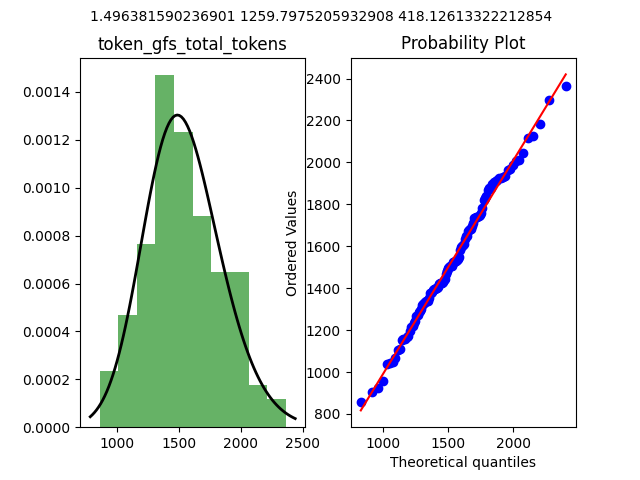 1.496381590236901 1259.7975205932908 418.12613322212854
token_gfs_total_tokens
Probability Plot
0.0014
0.0012
0.0010
0.0008
0.0006
0.0004
0.0002
0.0000
1000 1500 2000 2500
Ordered Values
2400
2200
2000
1800
1600
1400
1200
1000
800
1000 1500 2000
Theoretical quantiles